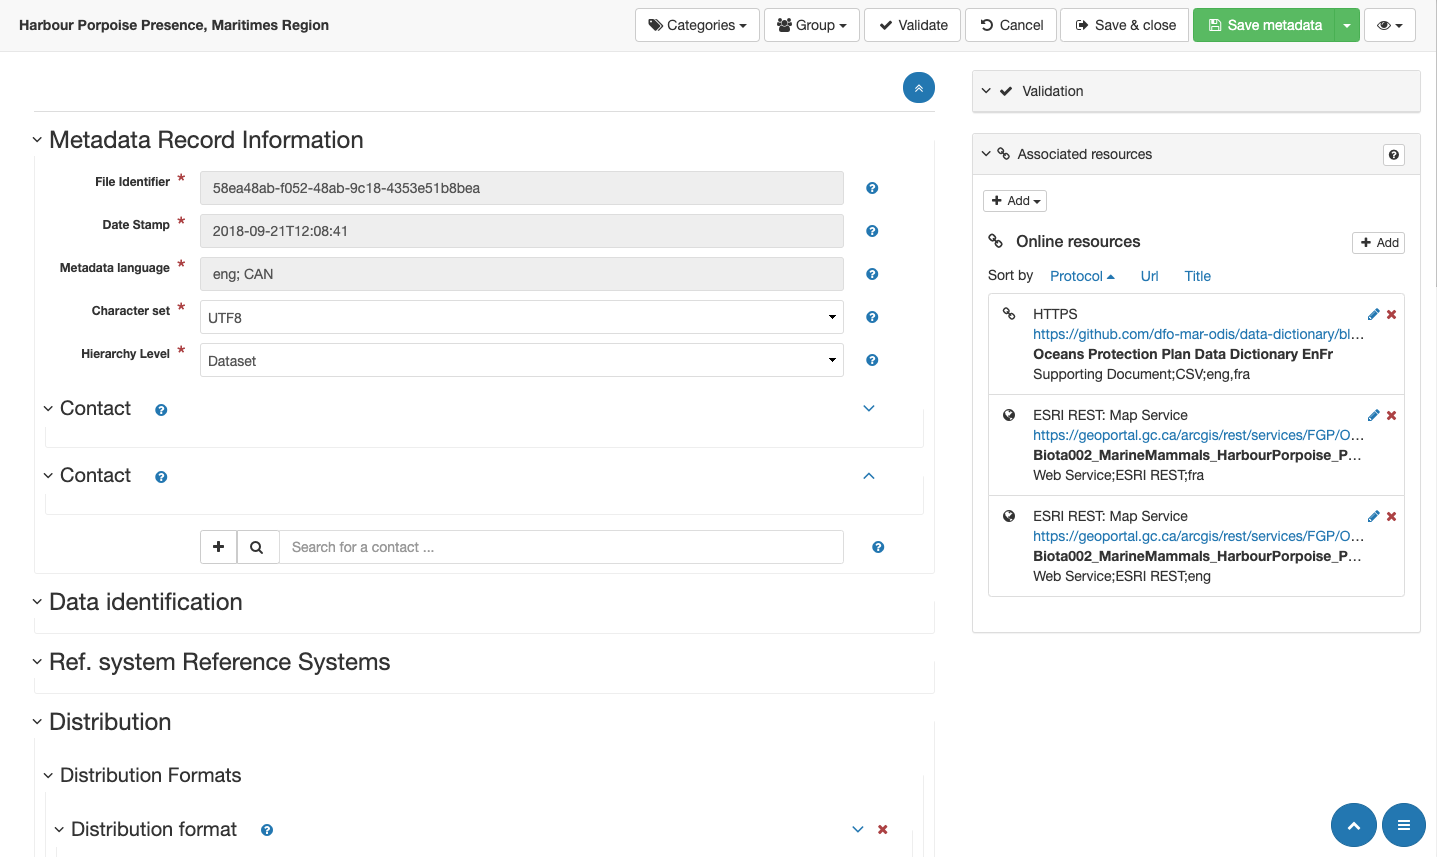 Harbour Porpoise Presence, Maritimes Region
Categories
Group
Validate
Cancel
Save & close
Save metadata
Metadata Record Information
File Identifier *
58ea48ab-f052-48ab-9c18-4353e51b8bea
Date Stamp *
2018-09-21T12:08:41
Metadata language *
eng; CAN
Character set *
UTF8
Hierarchy Level *
Dataset
Contact
Contact
Search for a contact ...
Data identification
Ref. system Reference Systems
Distribution
Distribution Formats
Distribution format
Validation
Associated resources
Add
Online resources
Add
Sort by Protocol Url Title
HTTPS
https://github.com/dfo-mar-odis/data-dictionary/bl...
Oceans Protection Plan Data Dictionary EnFr
Supporting Document;CSV;eng,fra
ESRI REST: Map Service
https://geoportal.gc.ca/arcgis/rest/services/FGP/O...
Biota002_MarineMammals_HarbourPorpoise_P...
Web Service;ESRI REST;fra
ESRI REST: Map Service
https://geoportal.gc.ca/arcgis/rest/services/FGP/O...
Biota002_MarineMammals_HarbourPorpoise_P...
Web Service;ESRI REST;eng